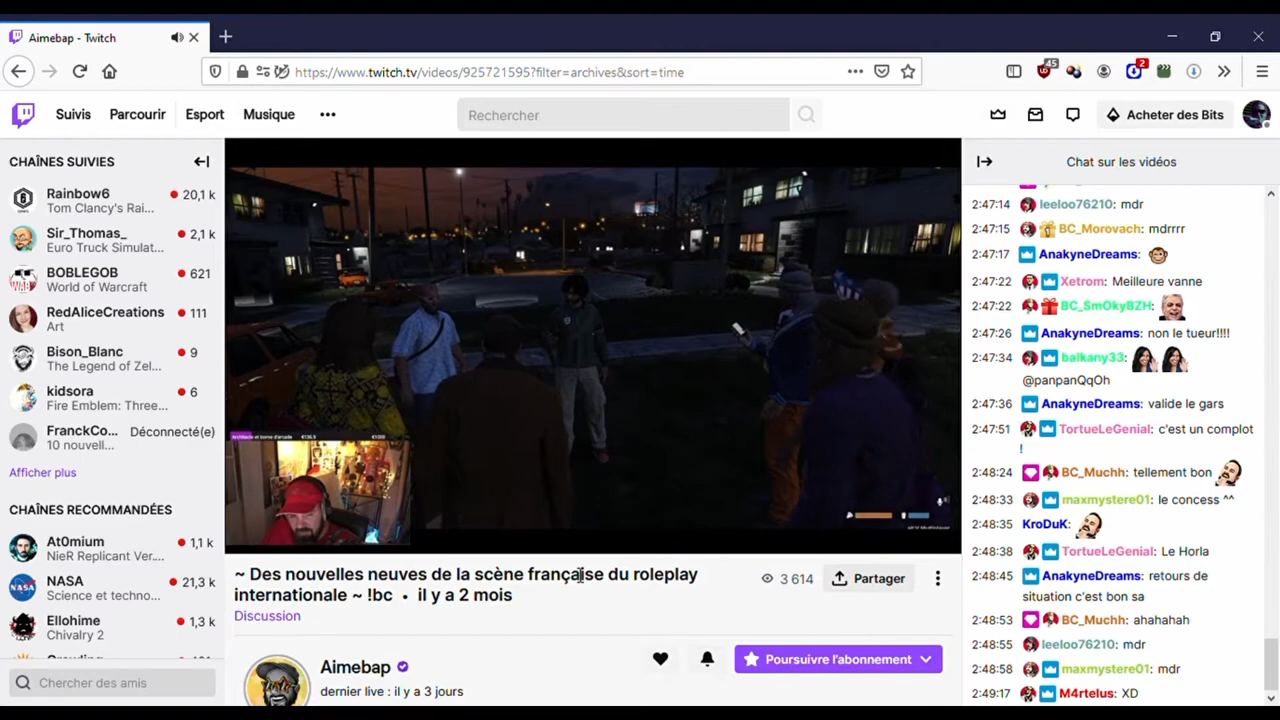 Aimebap - Twitch
https://www.twitch.tv/videos/925721595?filter=archives&sort=time
45
2
Suivis
Parcourir
Esport
Musique
Rechercher
Acheter des Bits
CHAÎNES SUIVIES
Rainbow6
20,1 k
Tom Clancy's Rai...
Sir_Thomas_
2,1 k
Euro Truck Simulat...
BOBLEGOB
621
World of Warcraft
RedAliceCreations
111
Art
Bison_Blanc
9
The Legend of Zel...
kidsora
6
Fire Emblem: Three...
FranckCo...
Déconnecté(e)
10 nouvell...
Afficher plus
CHAÎNES RECOMMANDÉES
At0mium
1,1 k
NieR Replicant Ver...
NASA
21,3 k
Science et techno...
Ellohime
1,3 k
Chivalry 2
Chercher des amis
~ Des nouvelles neuves de la scène française du roleplay
internationale ~ !bc • il y a 2 mois
Discussion
3 614
Partager
Aimebap
dernier live : il y a 3 jours
Poursuivre l'abonnement
Chat sur les vidéos
2:47:14 leeloo76210: mdr
2:47:15 BC_Morovach: mdrrrr
2:47:17 AnakyneDreams:
2:47:22 Xetrom: Meilleure vanne
2:47:22 BC_SmOkyBZH:
2:47:26 AnakyneDreams: non le tueur!!!!
2:47:34 balkany33:
@panpanQqOh
2:47:36 AnakyneDreams: valide le gars
2:47:51 TortueLeGenial: c'est un complot
!
2:48:24 BC_Muchh: tellement bon
2:48:33 maxmystere01: le concess ^^
2:48:35 KroDuK:
2:48:38 TortueLeGenial: Le Horla
2:48:45 AnakyneDreams: retours de
situation c'est bon sa
2:48:53 BC_Muchh: ahahahah
2:48:55 leeloo76210: mdr
2:48:58 maxmystere01: mdr
2:49:17 M4rtelus: XD